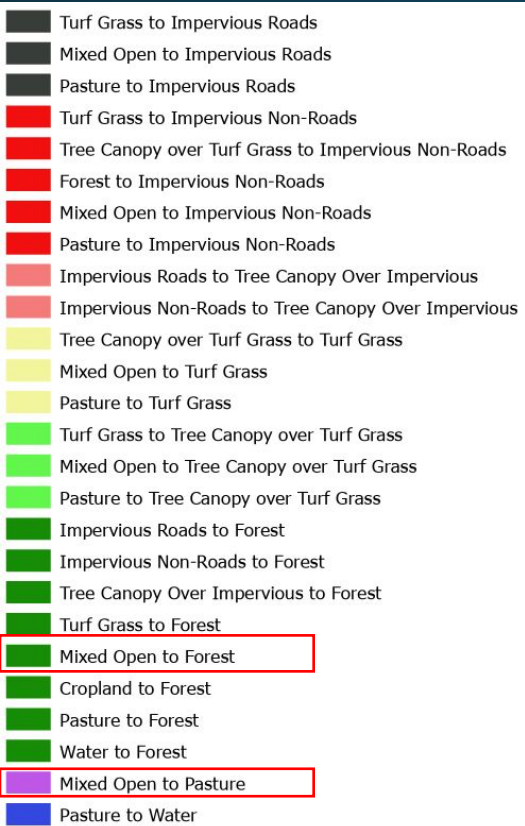 Turf Grass to Impervious Roads
Mixed Open to Impervious Roads
Pasture to Impervious Roads
Turf Grass to Impervious Non-Roads
Tree Canopy over Turf Grass to Impervious Non-Roads
Forest to Impervious Non-Roads
Mixed Open to Impervious Non-Roads
Pasture to Impervious Non-Roads
Impervious Roads to Tree Canopy Over Impervious
Impervious Non-Roads to Tree Canopy Over Impervious
Tree Canopy over Turf Grass to Turf Grass
Mixed Open to Turf Grass
Pasture to Turf Grass
Turf Grass to Tree Canopy over Turf Grass
Mixed Open to Tree Canopy over Turf Grass
Pasture to Tree Canopy over Turf Grass
Impervious Roads to Forest
Impervious Non-Roads to Forest
Tree Canopy Over Impervious to Forest
Turf Grass to Forest
Mixed Open to Forest
Cropland to Forest
Pasture to Forest
Water to Forest
Mixed Open to Pasture
Pasture to Water